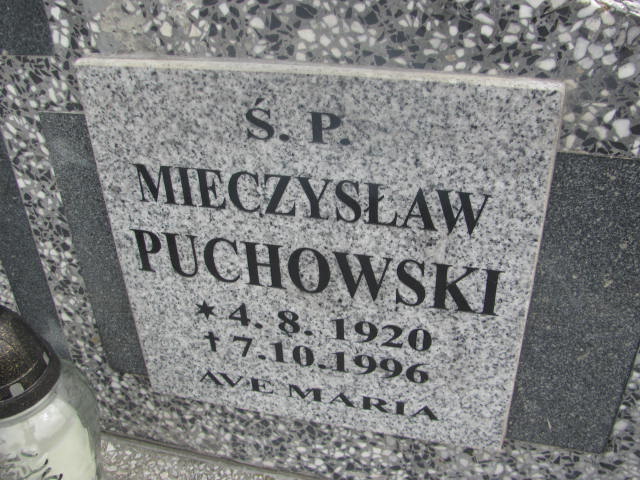 Ś. P.
MIECZYSŁAW
PUCHOWSKI
* 4. 8. 1920
† 7.10.1996
AVE MARIA